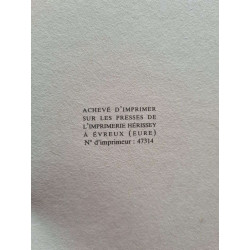 ACHEVÉ D'IMPRIMER
SUR LES PRESSES DE
L'IMPRIMERIE HÉRISSEY
À ÉVREUX (EURE)
N° d'imprimeur : 47314